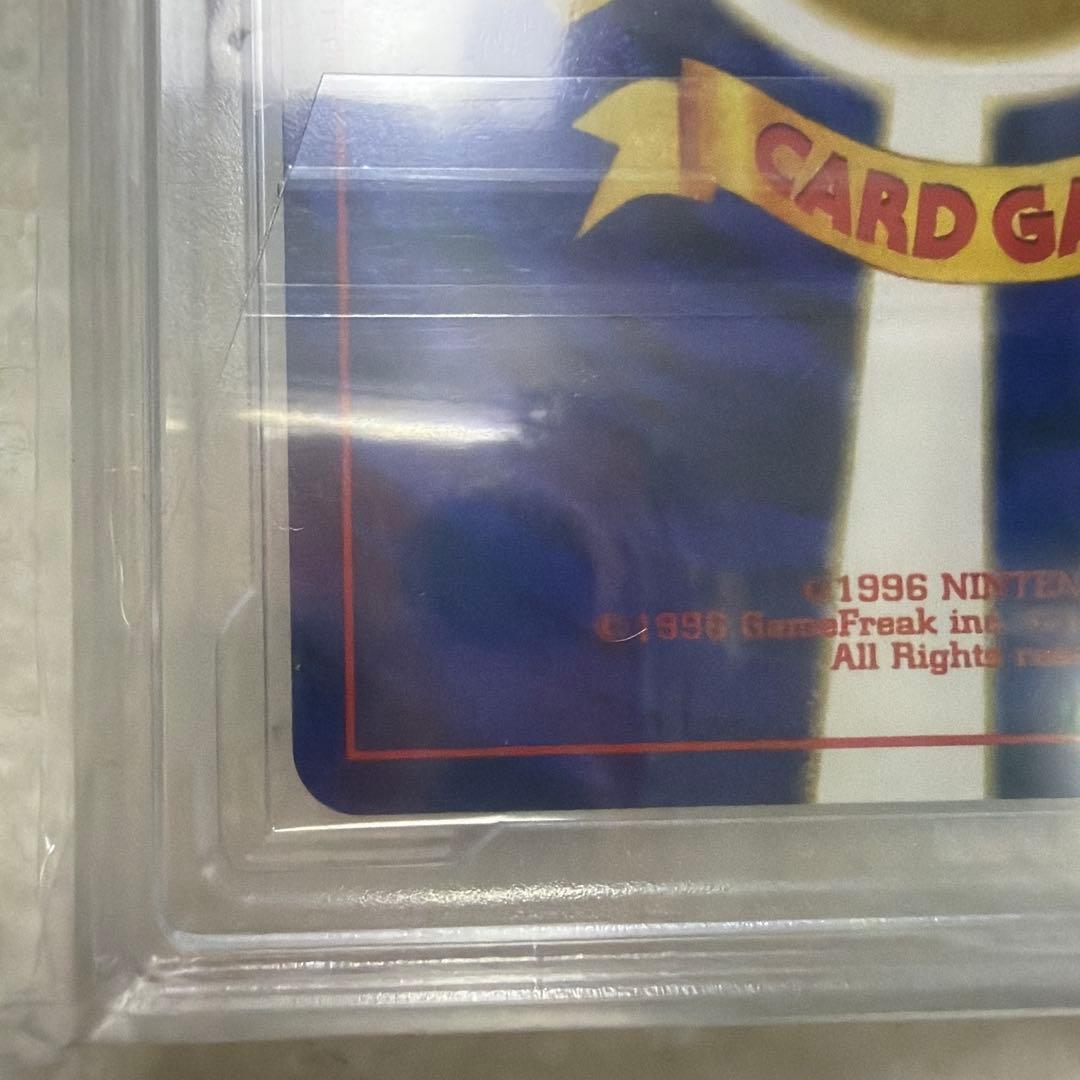 CARD GA
©1996 NINTEN
©1996 GameFreak inc.
All Rights